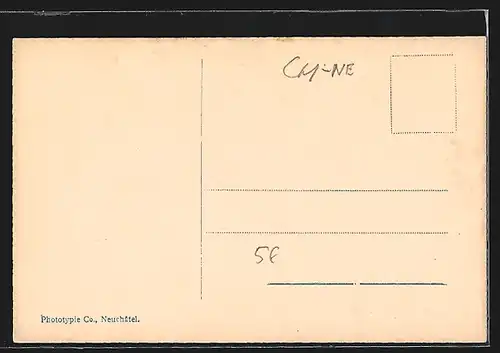 CH-NE
5€
Phototypie Co., Neuchâtel.